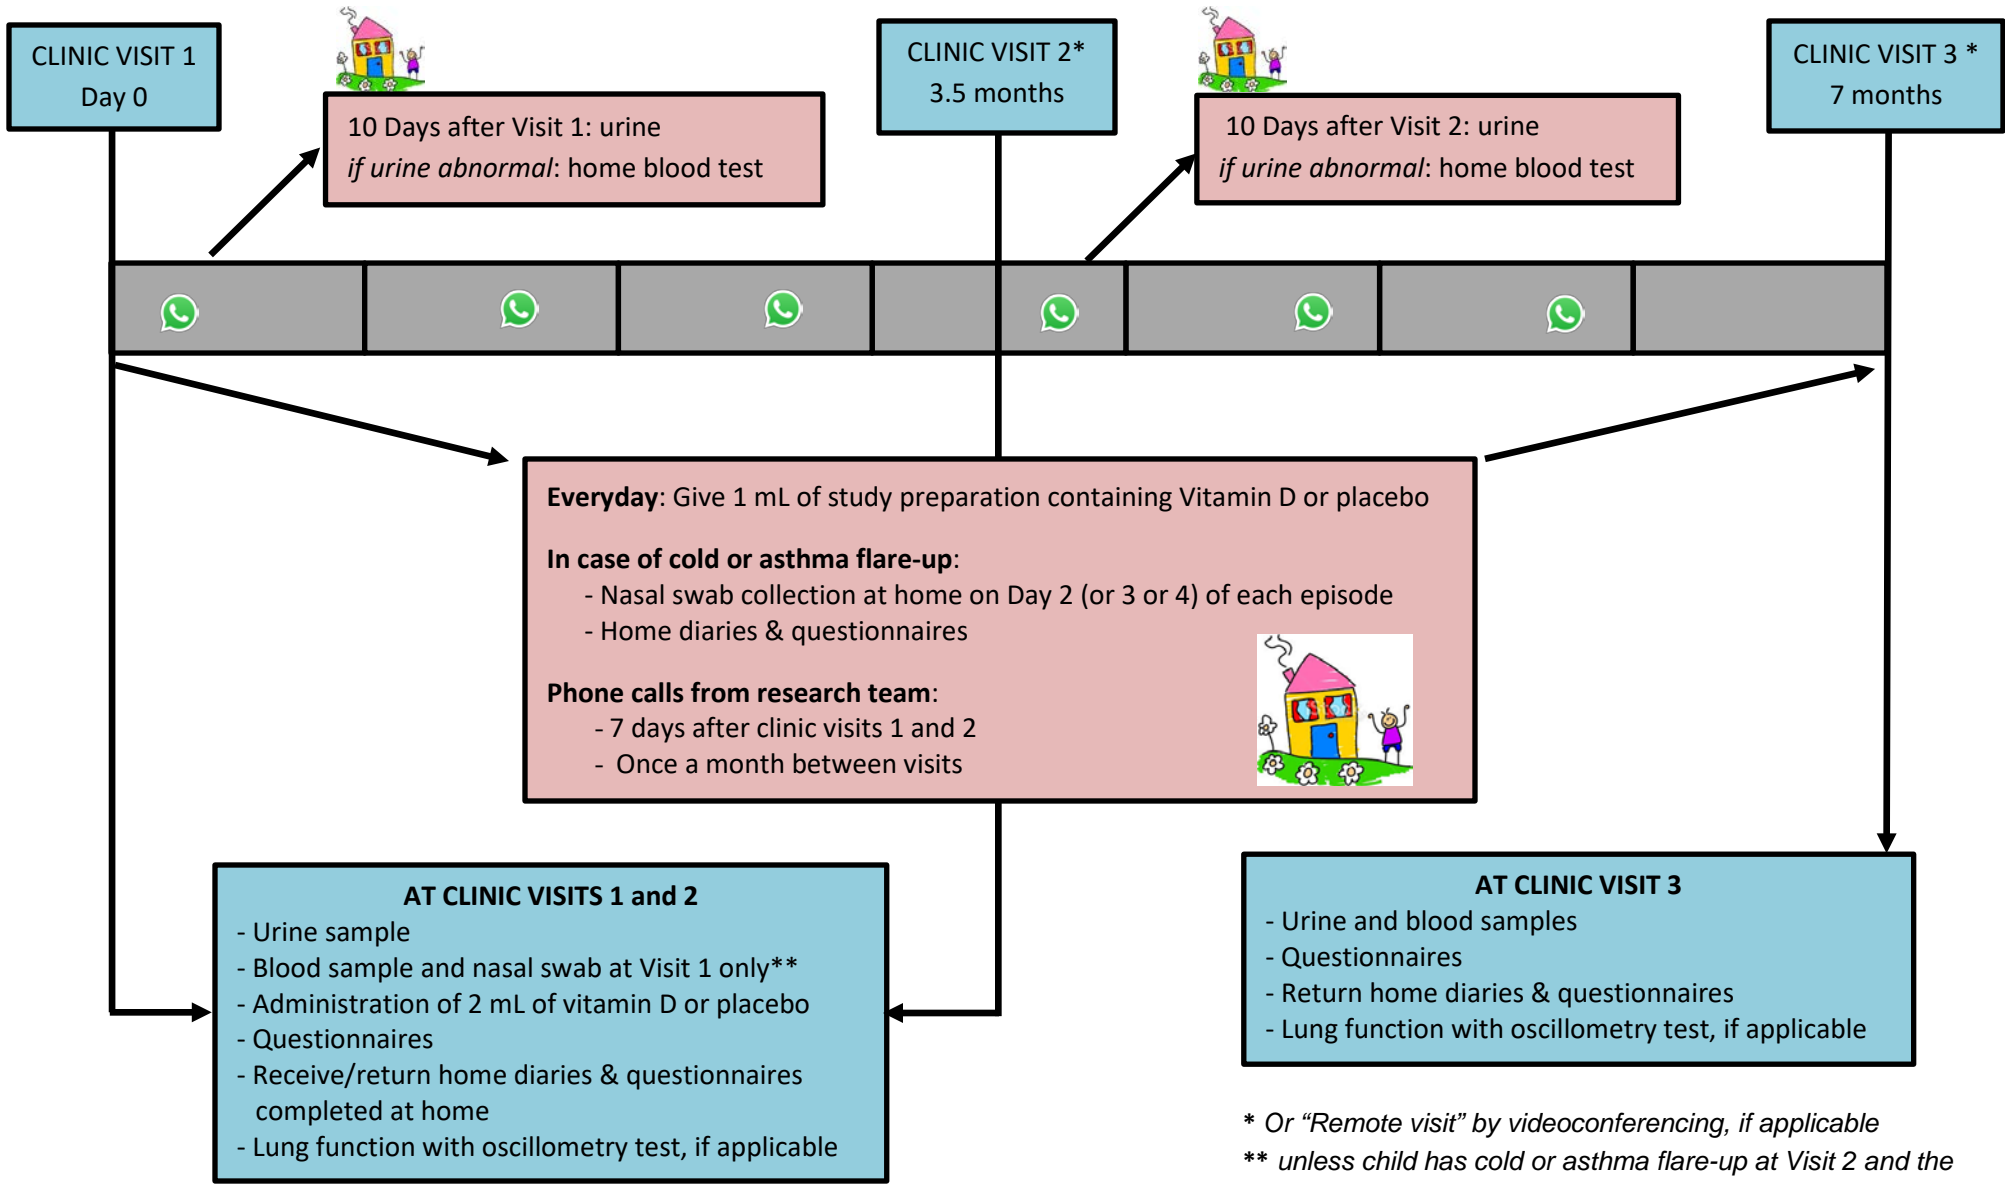 CLINIC VISIT 1
Day 0
CLINIC VISIT 2*
3.5 months
CLINIC VISIT 3 *
7 months
10 Days after Visit 1: urine
if urine abnormal: home blood test
10 Days after Visit 2: urine
if urine abnormal: home blood test
Everyday: Give 1 mL of study preparation containing Vitamin D or placebo
In case of cold or asthma flare-up:
- Nasal swab collection at home on Day 2 (or 3 or 4) of each episode
- Home diaries & questionnaires
Phone calls from research team:
- 7 days after clinic visits 1 and 2
- Once a month between visits
AT CLINIC VISITS 1 and 2
- Urine sample
- Blood sample and nasal swab at Visit 1 only**
- Administration of 2 mL of vitamin D or placebo
- Questionnaires
- Receive/return home diaries & questionnaires
completed at home
- Lung function with oscillometry test, if applicable
AT CLINIC VISIT 3
- Urine and blood samples
- Questionnaires
- Return home diaries & questionnaires
- Lung function with oscillometry test, if applicable
* Or “Remote visit” by videoconferencing, if applicable
** unless child has cold or asthma flare-up at Visit 2 and the